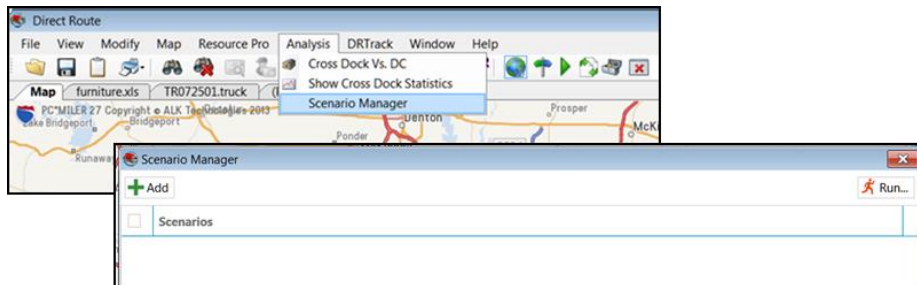 Direct Route
File View Modify Map Resource Pro Analysis DRTrack Window Help
Cross Dock Vs. DC
Show Cross Dock Statistics
Scenario Manager
Map furniture.xls TR072501.truck
PC*MILER 27 Copyright © ALK Technologies 2013
Lake Bridgeport
Bridgeport
Denton
Prosper
Ponder
Runaway
Scenario Manager
Add
Run...
Scenarios